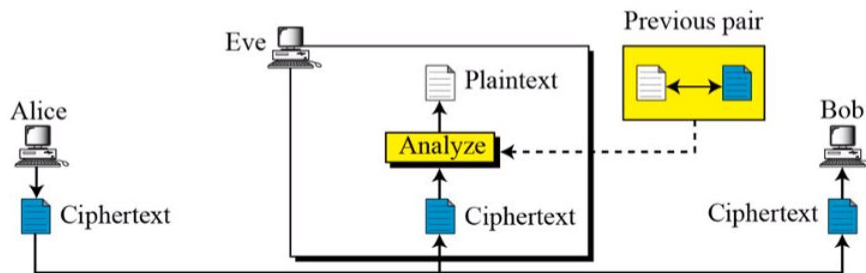 Previous pair
Eve
Plaintext
Alice
Bob
Analyze
Ciphertext
Ciphertext
Ciphertext